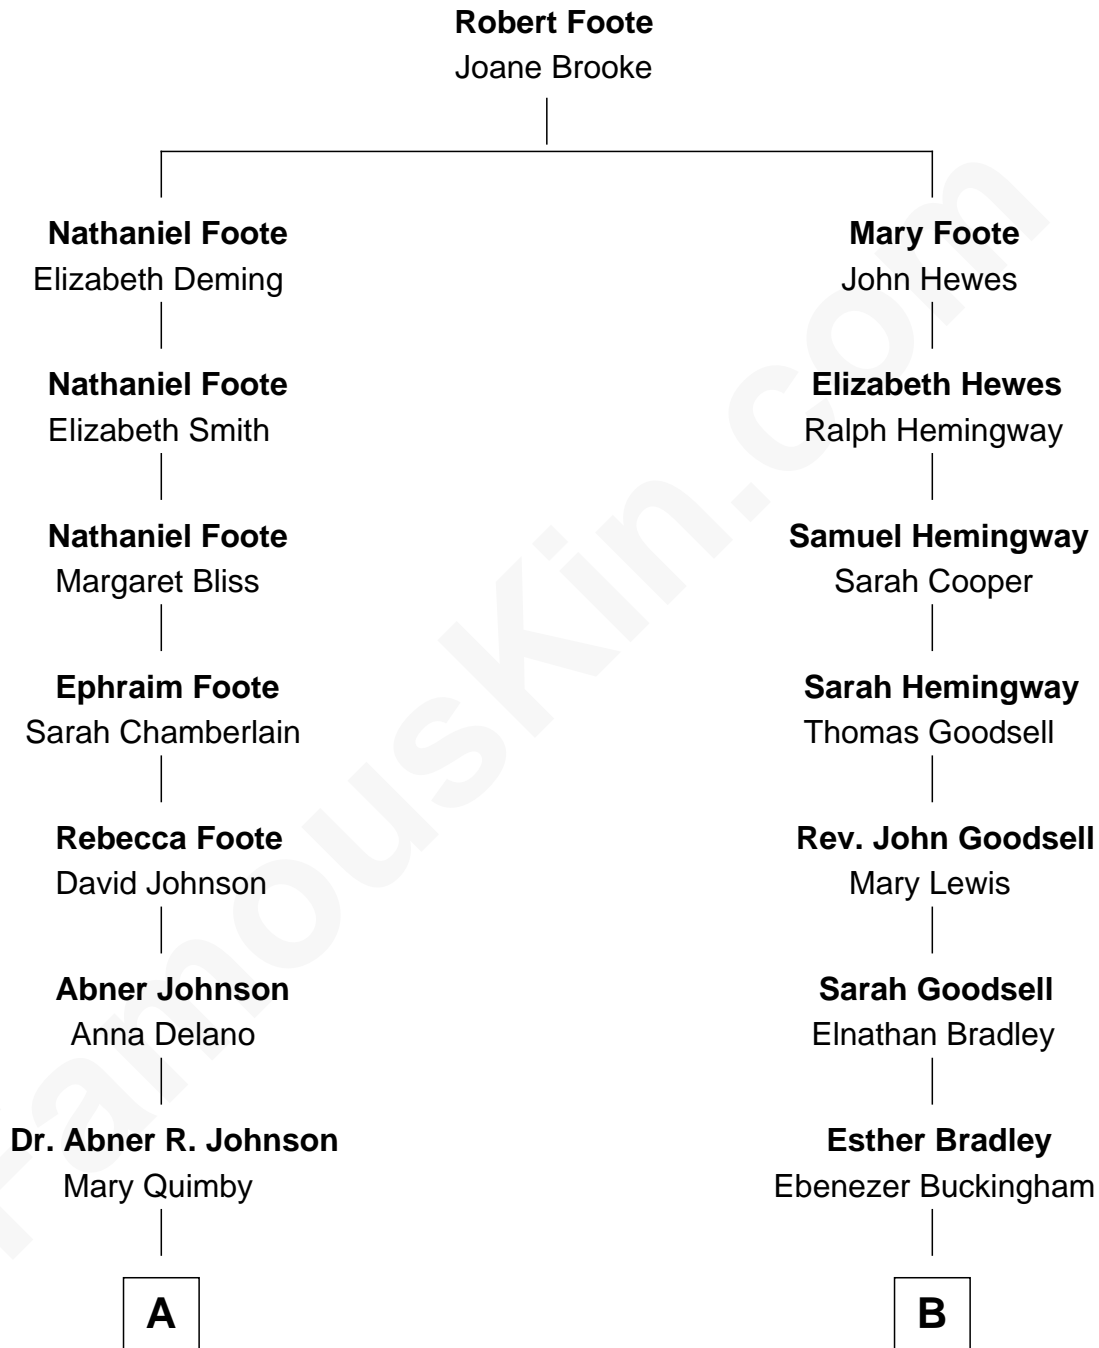 Robert Foote
Joane Brooke
Nathaniel Foote
Elizabeth Deming
Nathaniel Foote
Elizabeth Smith
Nathaniel Foote
Margaret Bliss
Ephraim Foote
Sarah Chamberlain
Rebecca Foote
David Johnson
Abner Johnson
Anna Delano
Dr. Abner R. Johnson
Mary Quimby
A
Mary Foote
John Hewes
Elizabeth Hewes
Ralph Hemingway
Samuel Hemingway
Sarah Cooper
Sarah Hemingway
Thomas Goodsell
Rev. John Goodsell
Mary Lewis
Sarah Goodsell
Elnathan Bradley
Esther Bradley
Ebenezer Buckingham
B
FamousKin.com